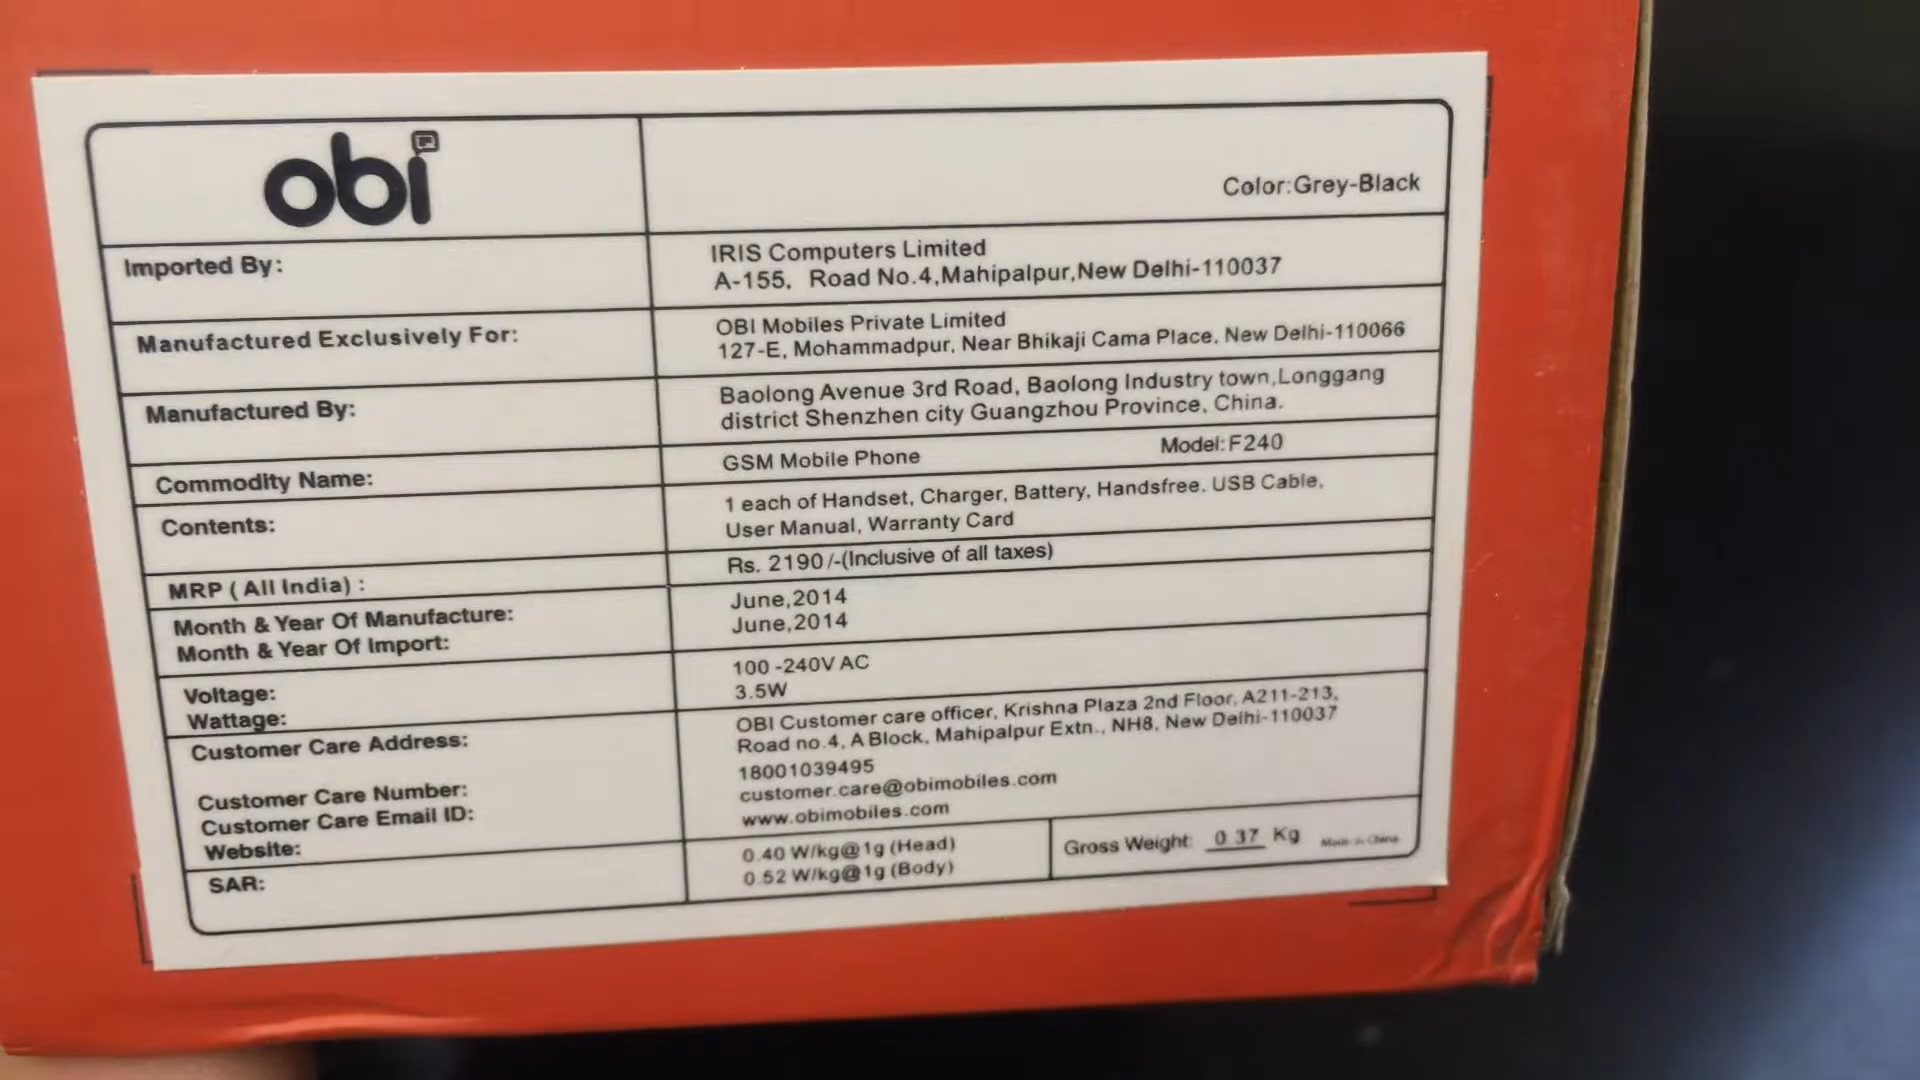 obi
Color:Grey-Black
Imported By:
IRIS Computers Limited
A-155, Road No.4,Mahipalpur,New Delhi-110037
Manufactured Exclusively For:
OBI Mobiles Private Limited
127-E, Mohammadpur, Near Bhikaji Cama Place, New Delhi-110066
Manufactured By:
Baolong Avenue 3rd Road, Baolong Industry town,Longgang
district Shenzhen city Guangzhou Province, China.
Commodity Name:
GSM Mobile Phone Model:F240
Contents:
1 each of Handset, Charger, Battery, Handsfree, USB Cable,
User Manual, Warranty Card
MRP ( All India) :
Rs. 2190/-(Inclusive of all taxes)
Month & Year Of Manufacture:
June,2014
Month & Year Of Import:
June,2014
Voltage:
100 -240V AC
Wattage:
3.5W
Customer Care Address:
OBI Customer care officer, Krishna Plaza 2nd Floor, A211-213,
Road no.4, A Block, Mahipalpur Extn., NH8, New Delhi-110037
Customer Care Number:
18001039495
Customer Care Email ID:
customer.care@obimobiles.com
Website:
www.obimobiles.com
SAR:
0.40 W/kg@1g (Head)
0.52 W/kg@1g (Body)
Gross Weight: 0.37 Kg
Made in China